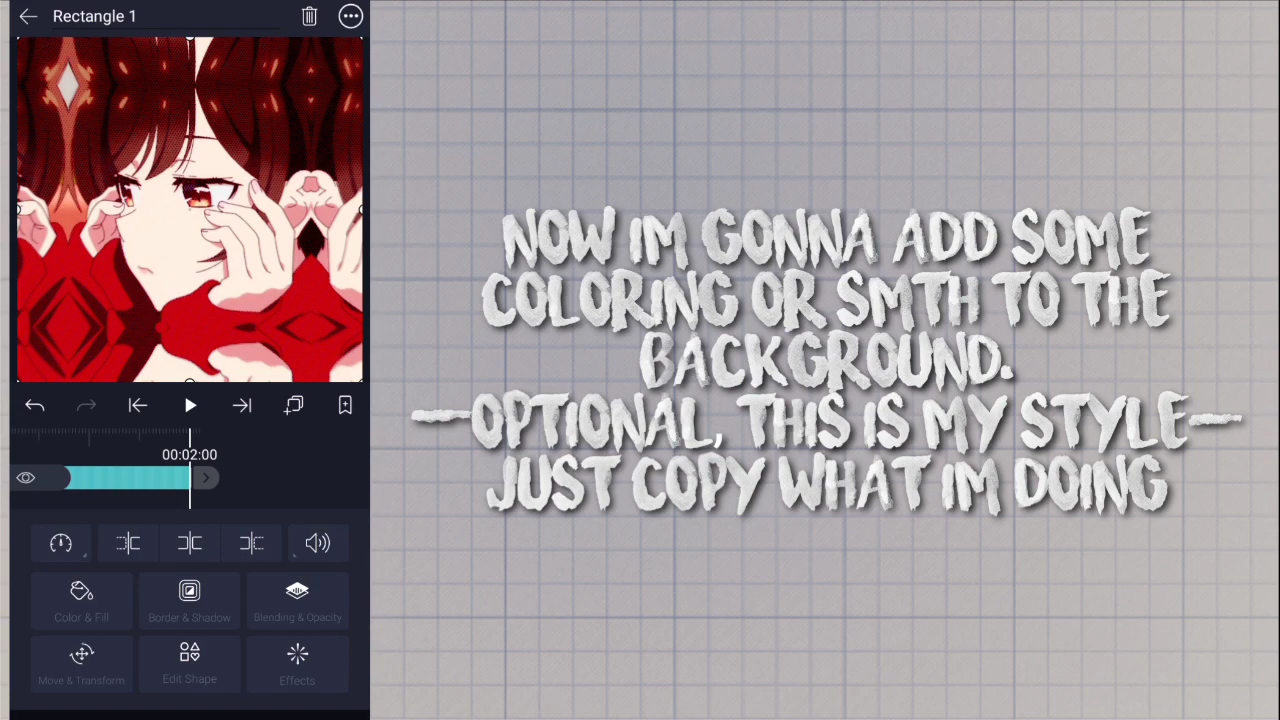 Rectangle 1
00:02:00
Color & Fill
Border & Shadow
Blending & Opacity
Move & Transform
Edit Shape
Effects
NOW IM GONNA ADD SOME
COLORING OR SMTH TO THE
BACKGROUND.
—OPTIONAL, THIS IS MY STYLE—
JUST COPY WHAT IM DOING